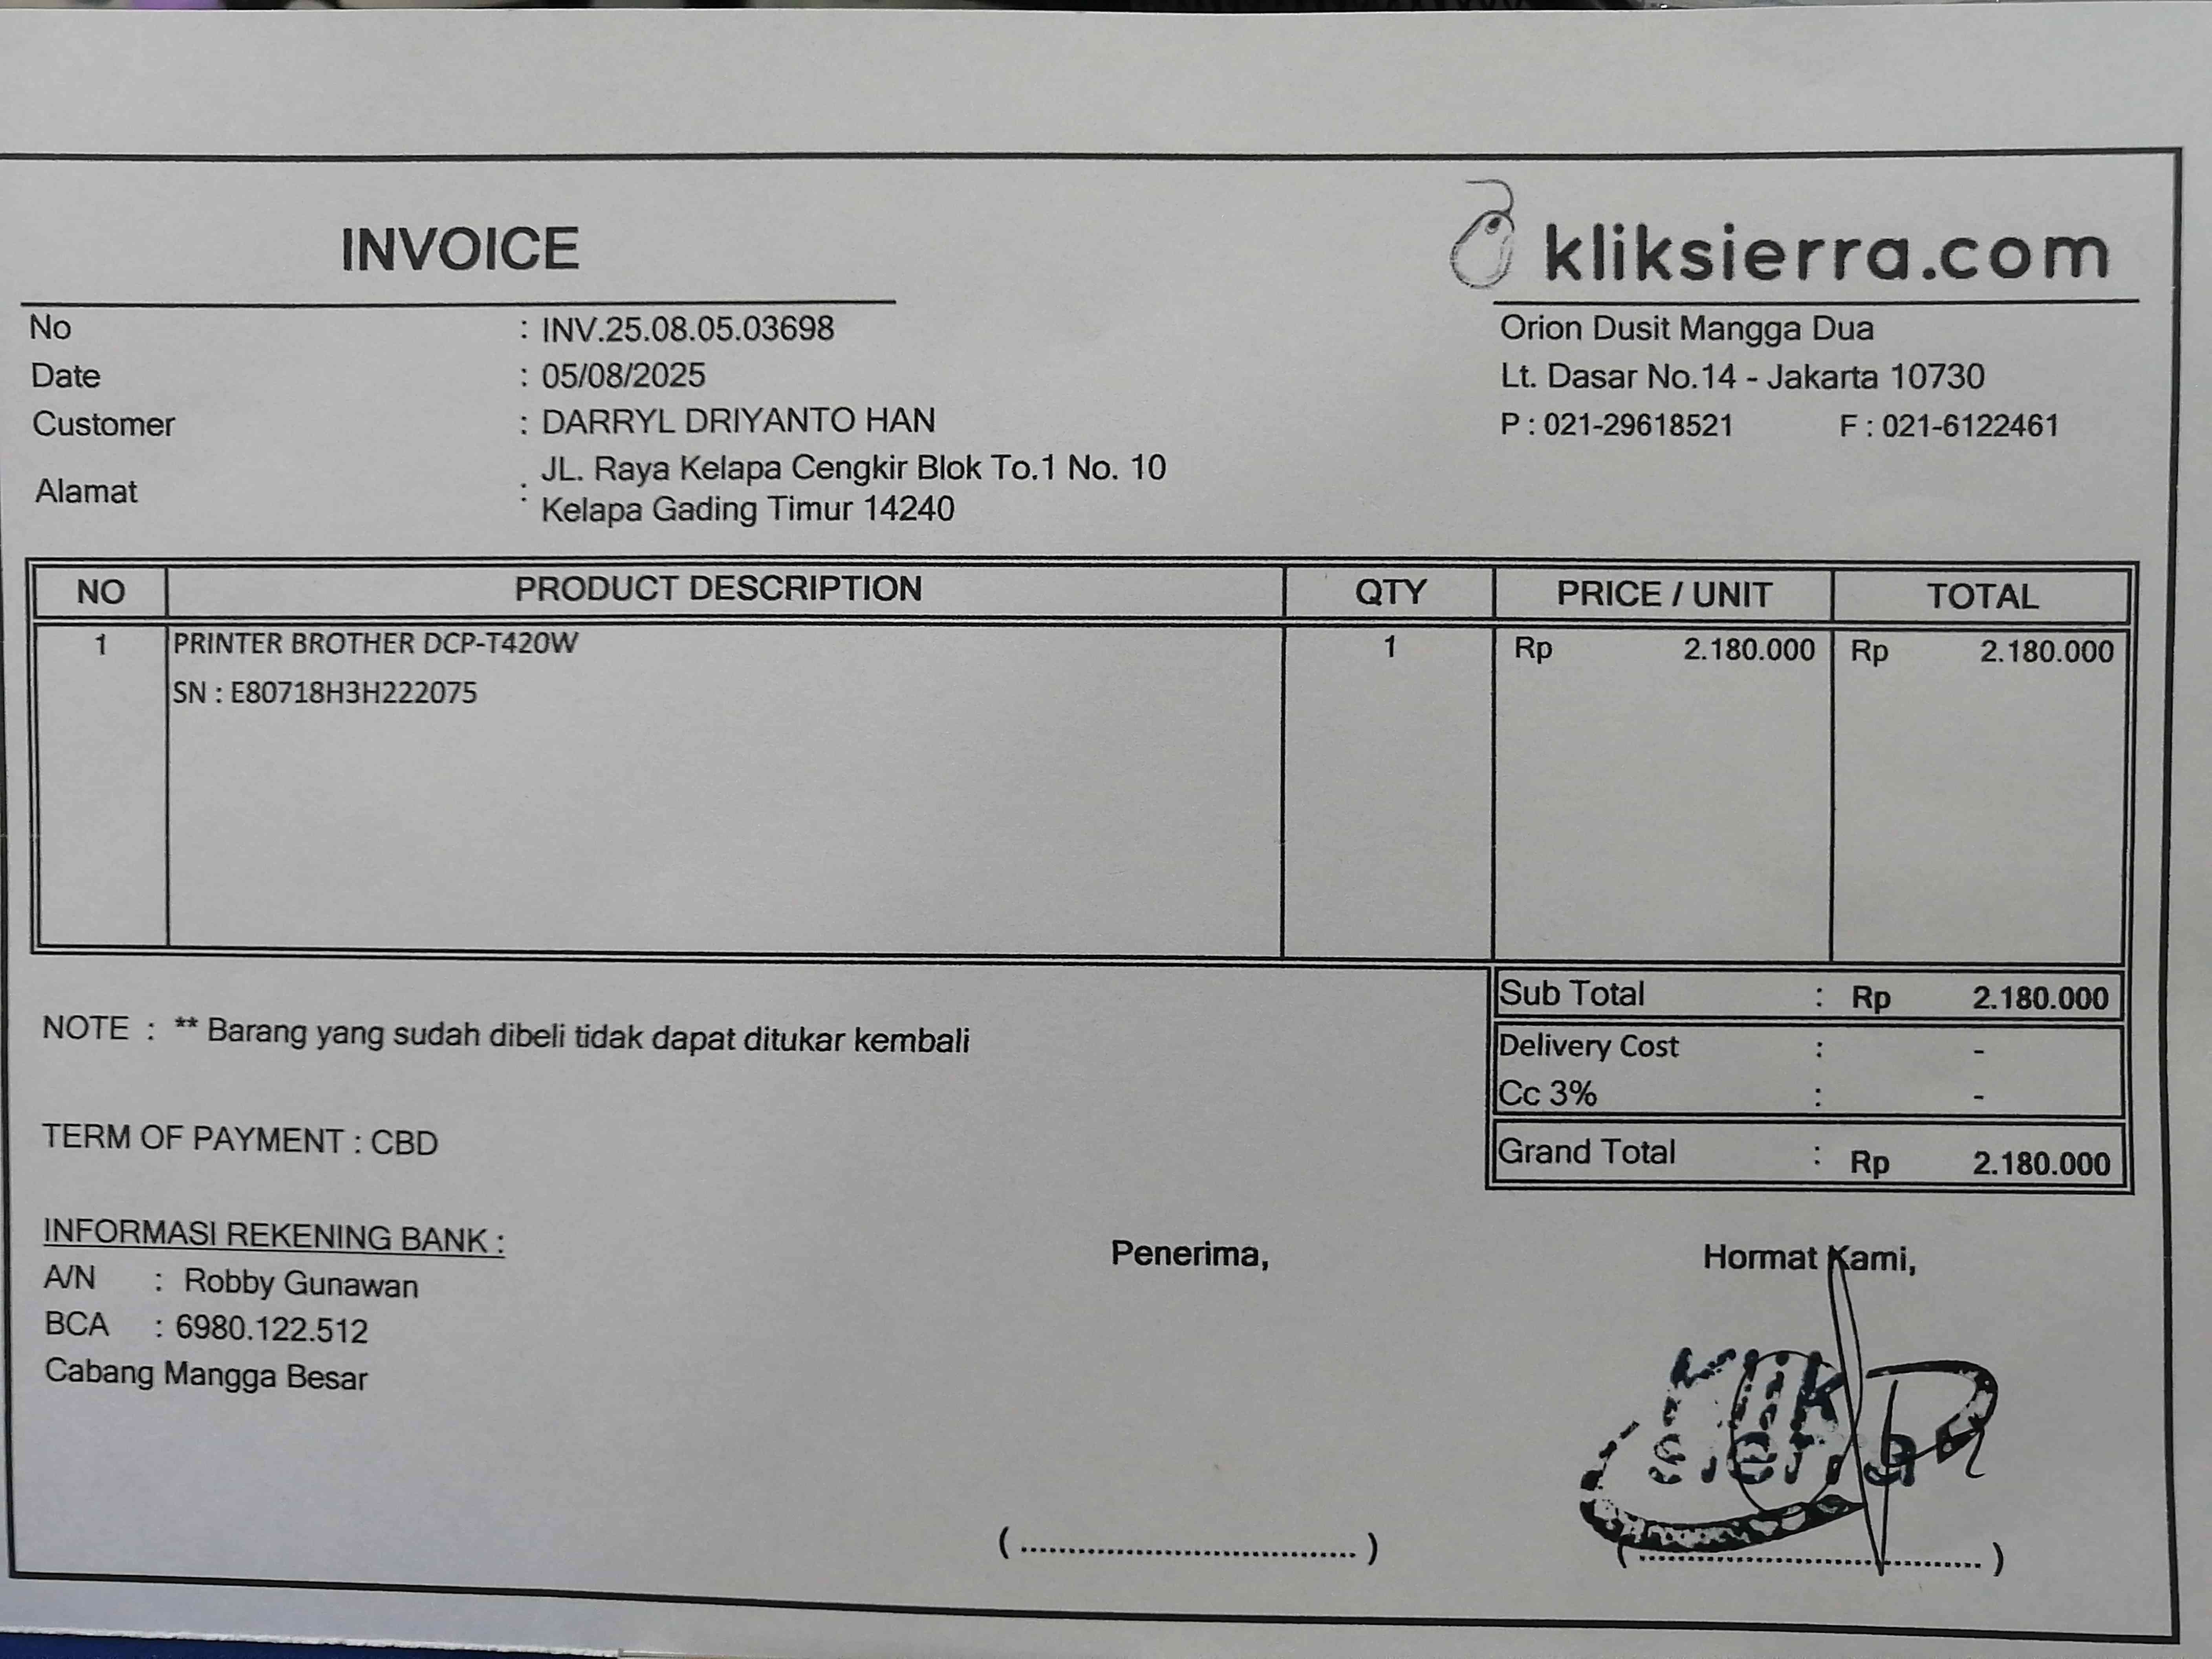 INVOICE
kliksierra.com
No : INV.25.08.05.03698
Date : 05/08/2025
Customer : DARRYL DRIYANTO HAN
Alamat : JL. Raya Kelapa Cengkir Blok To.1 No. 10
Kelapa Gading Timur 14240
Orion Dusit Mangga Dua
Lt. Dasar No.14 - Jakarta 10730
P : 021-29618521 F : 021-6122461
NO PRODUCT DESCRIPTION QTY PRICE / UNIT TOTAL
1 PRINTER BROTHER DCP-T420W 1 Rp 2.180.000 Rp 2.180.000
SN : E80718H3H222075
Sub Total : Rp 2.180.000
Delivery Cost : -
Cc 3% : -
Grand Total : Rp 2.180.000
NOTE : ** Barang yang sudah dibeli tidak dapat ditukar kembali
TERM OF PAYMENT : CBD
INFORMASI REKENING BANK :
A/N : Robby Gunawan
BCA : 6980.122.512
Cabang Mangga Besar
Penerima,
( .................................. )
Hormat Kami,
Klik
sierra
( .................................. )